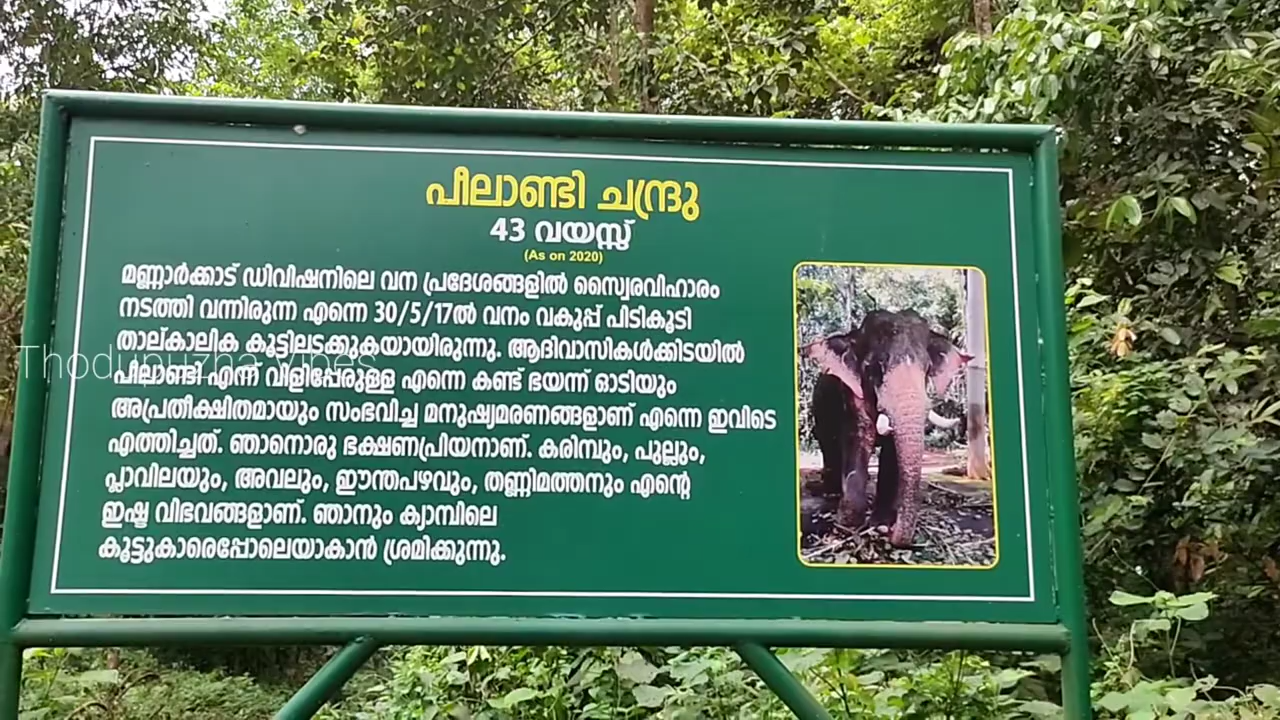 പീലാണ്ടി ചന്ദ്രു
43 വയസ്സ്
(As on 2020)
മണ്ണാർക്കാട് ഡിവിഷനിലെ വന പ്രദേശങ്ങളിൽ സ്വൈരവിഹാരം
നടത്തി വന്നിരുന്ന എന്നെ 30/5/17ൽ വനം വകുപ്പ് പിടികൂടി
താല്കാലിക കൂട്ടിലടക്കുകയായിരുന്നു. ആദിവാസികൾക്കിടയിൽ
പീലാണ്ടി എന്ന് വിളിപ്പേരുള്ള എന്നെ കണ്ട് ഭയന്ന് ഓടിയും
അപ്രതീക്ഷിതമായും സംഭവിച്ച മനുഷ്യമരണങ്ങളാണ് എന്നെ ഇവിടെ
എത്തിച്ചത്. ഞാനൊരു ഭക്ഷണപ്രിയനാണ്. കരിമ്പും, പുല്ലും,
പ്ലാവിലയും, അവലും, ഈന്തപഴവും, തണ്ണിമത്തനും എന്റെ
ഇഷ്ട വിഭവങ്ങളാണ്. ഞാനും ക്യാമ്പിലെ
കൂട്ടുകാരെപ്പോലെയാകാൻ ശ്രമിക്കുന്നു.
Thodupuzha Vibes